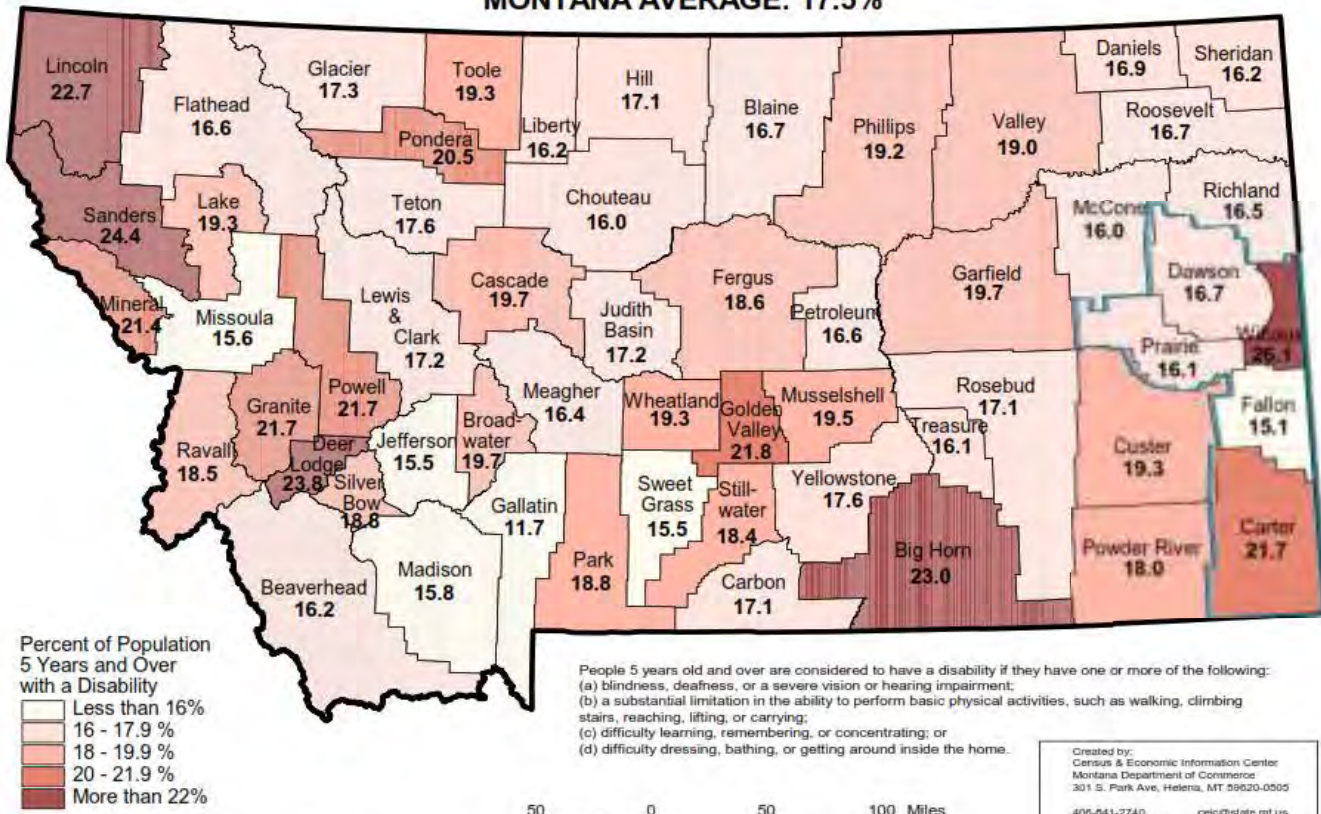 MONTANA AVERAGE: 17.5%
Lincoln
22.7
Flathead
16.6
Glacier
17.3
Toole
19.3
Liberty
16.2
Hill
17.1
Blaine
16.7
Phillips
19.2
Valley
19.0
Daniels
16.9
Sheridan
16.2
Roosevelt
16.7
Pondera
20.5
Sanders
24.4
Lake
19.3
Teton
17.6
Chouteau
16.0
McCone
16.0
Richland
16.5
Mineral
21.4
Missoula
15.6
Lewis
&
Clark
17.2
Cascade
19.7
Judith
Basin
17.2
Fergus
18.6
Petroleum
16.6
Garfield
19.7
Dawson
16.7
Prairie
16.1
Wibaux
Ravalli
18.5
Granite
21.7
Powell
21.7
Deer
Lodge
23.8
Silver
Bow
18.8
Jefferson
15.5
Broad-
water
19.7
Meagher
16.4
Wheatland
19.3
Golden
Valley
21.8
Musselshell
19.5
Treasure
16.1
Rosebud
17.1
Custer
19.3
Fallon
15.1
Beaverhead
16.2
Madison
15.8
Gallatin
11.7
Park
18.8
Sweet
Grass
15.5
Still-
water
18.4
Yellowstone
17.6
Carbon
17.1
Big Horn
23.0
Powder River
18.0
Carter
21.7
Percent of Population
5 Years and Over
with a Disability
Less than 16%
16 - 17.9 %
18 - 19.9 %
20 - 21.9 %
More than 22%
People 5 years old and over are considered to have a disability if they have one or more of the following:
(a) blindness, deafness, or a severe vision or hearing impairment;
(b) a substantial limitation in the ability to perform basic physical activities, such as walking, climbing
stairs, reaching, lifting, or carrying;
(c) difficulty learning, remembering, or concentrating; or
(d) difficulty dressing, bathing, or getting around inside the home.
50 0 50 100 Miles
Created by:
Census & Economic Information Center
Montana Department of Commerce
301 S. Park Ave, Helena, MT 59620-0505
406-841-2740 ceic@state.mt.us